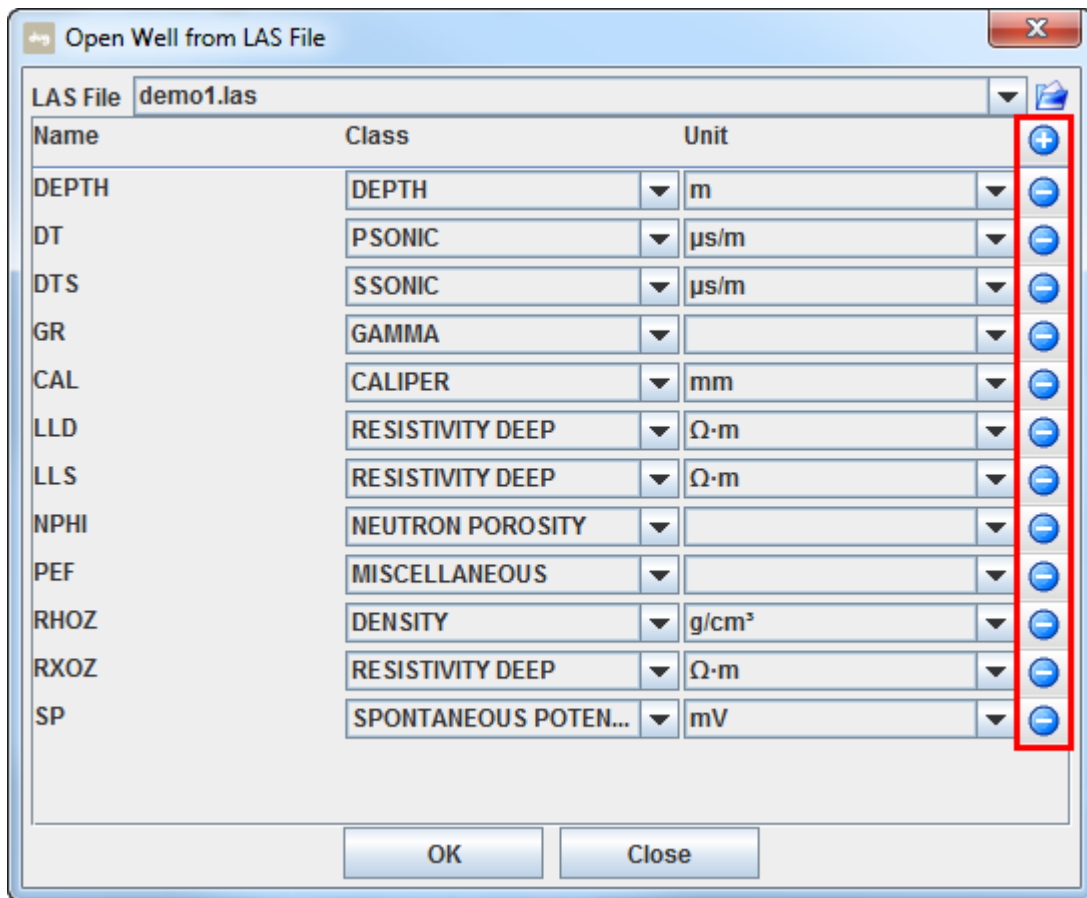 Open Well from LAS File
LAS File demo1.las
Name Class Unit
DEPTH DEPTH m
DT PSONIC µs/m
DTS SSONIC µs/m
GR GAMMA
CAL CALIPER mm
LLD RESISTIVITY DEEP Ω·m
LLS RESISTIVITY DEEP Ω·m
NPHI NEUTRON POROSITY
PEF MISCELLANEOUS
RHOZ DENSITY g/cm³
RXOZ RESISTIVITY DEEP Ω·m
SP SPONTANEOUS POTEN... mV
OK Close